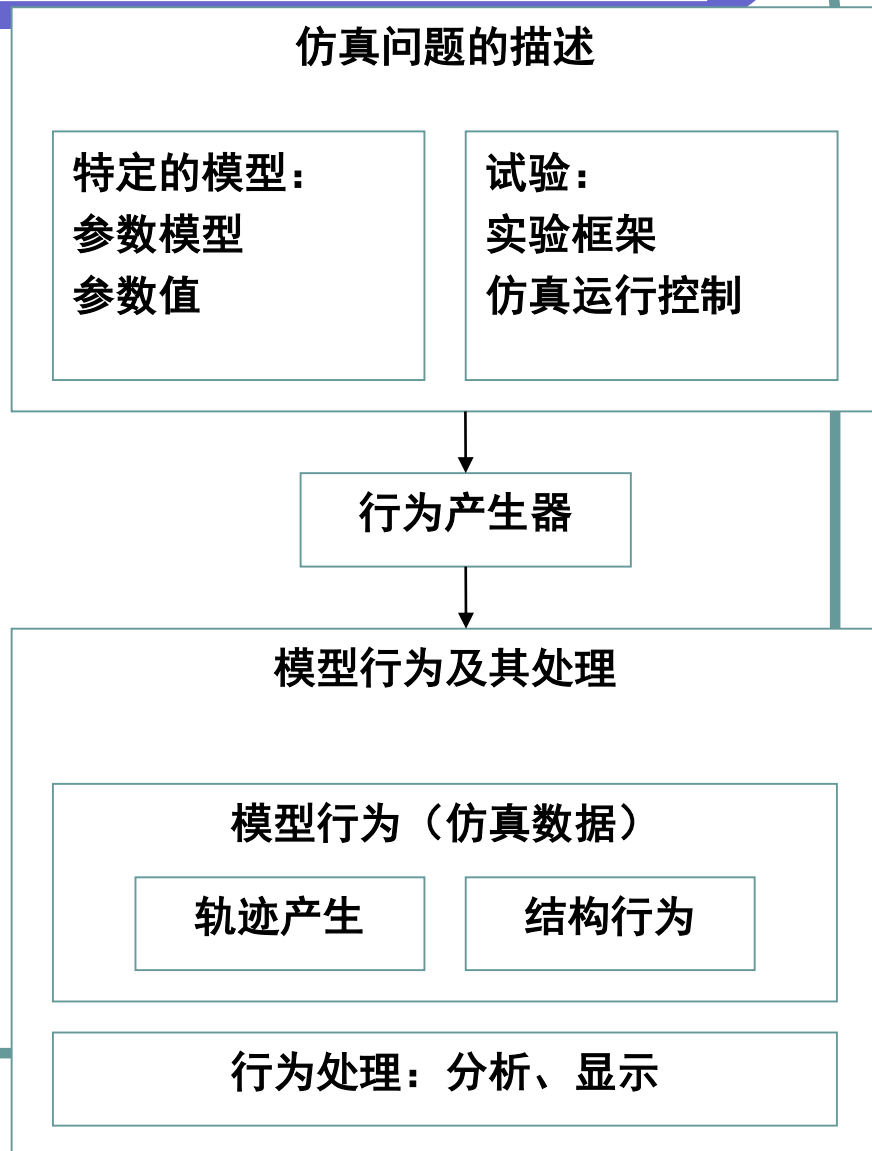 仿真问题的描述
特定的模型：
参数模型
参数值
试验：
实验框架
仿真运行控制
行为产生器
模型行为及其处理
模型行为（仿真数据）
轨迹产生
结构行为
行为处理：分析、显示